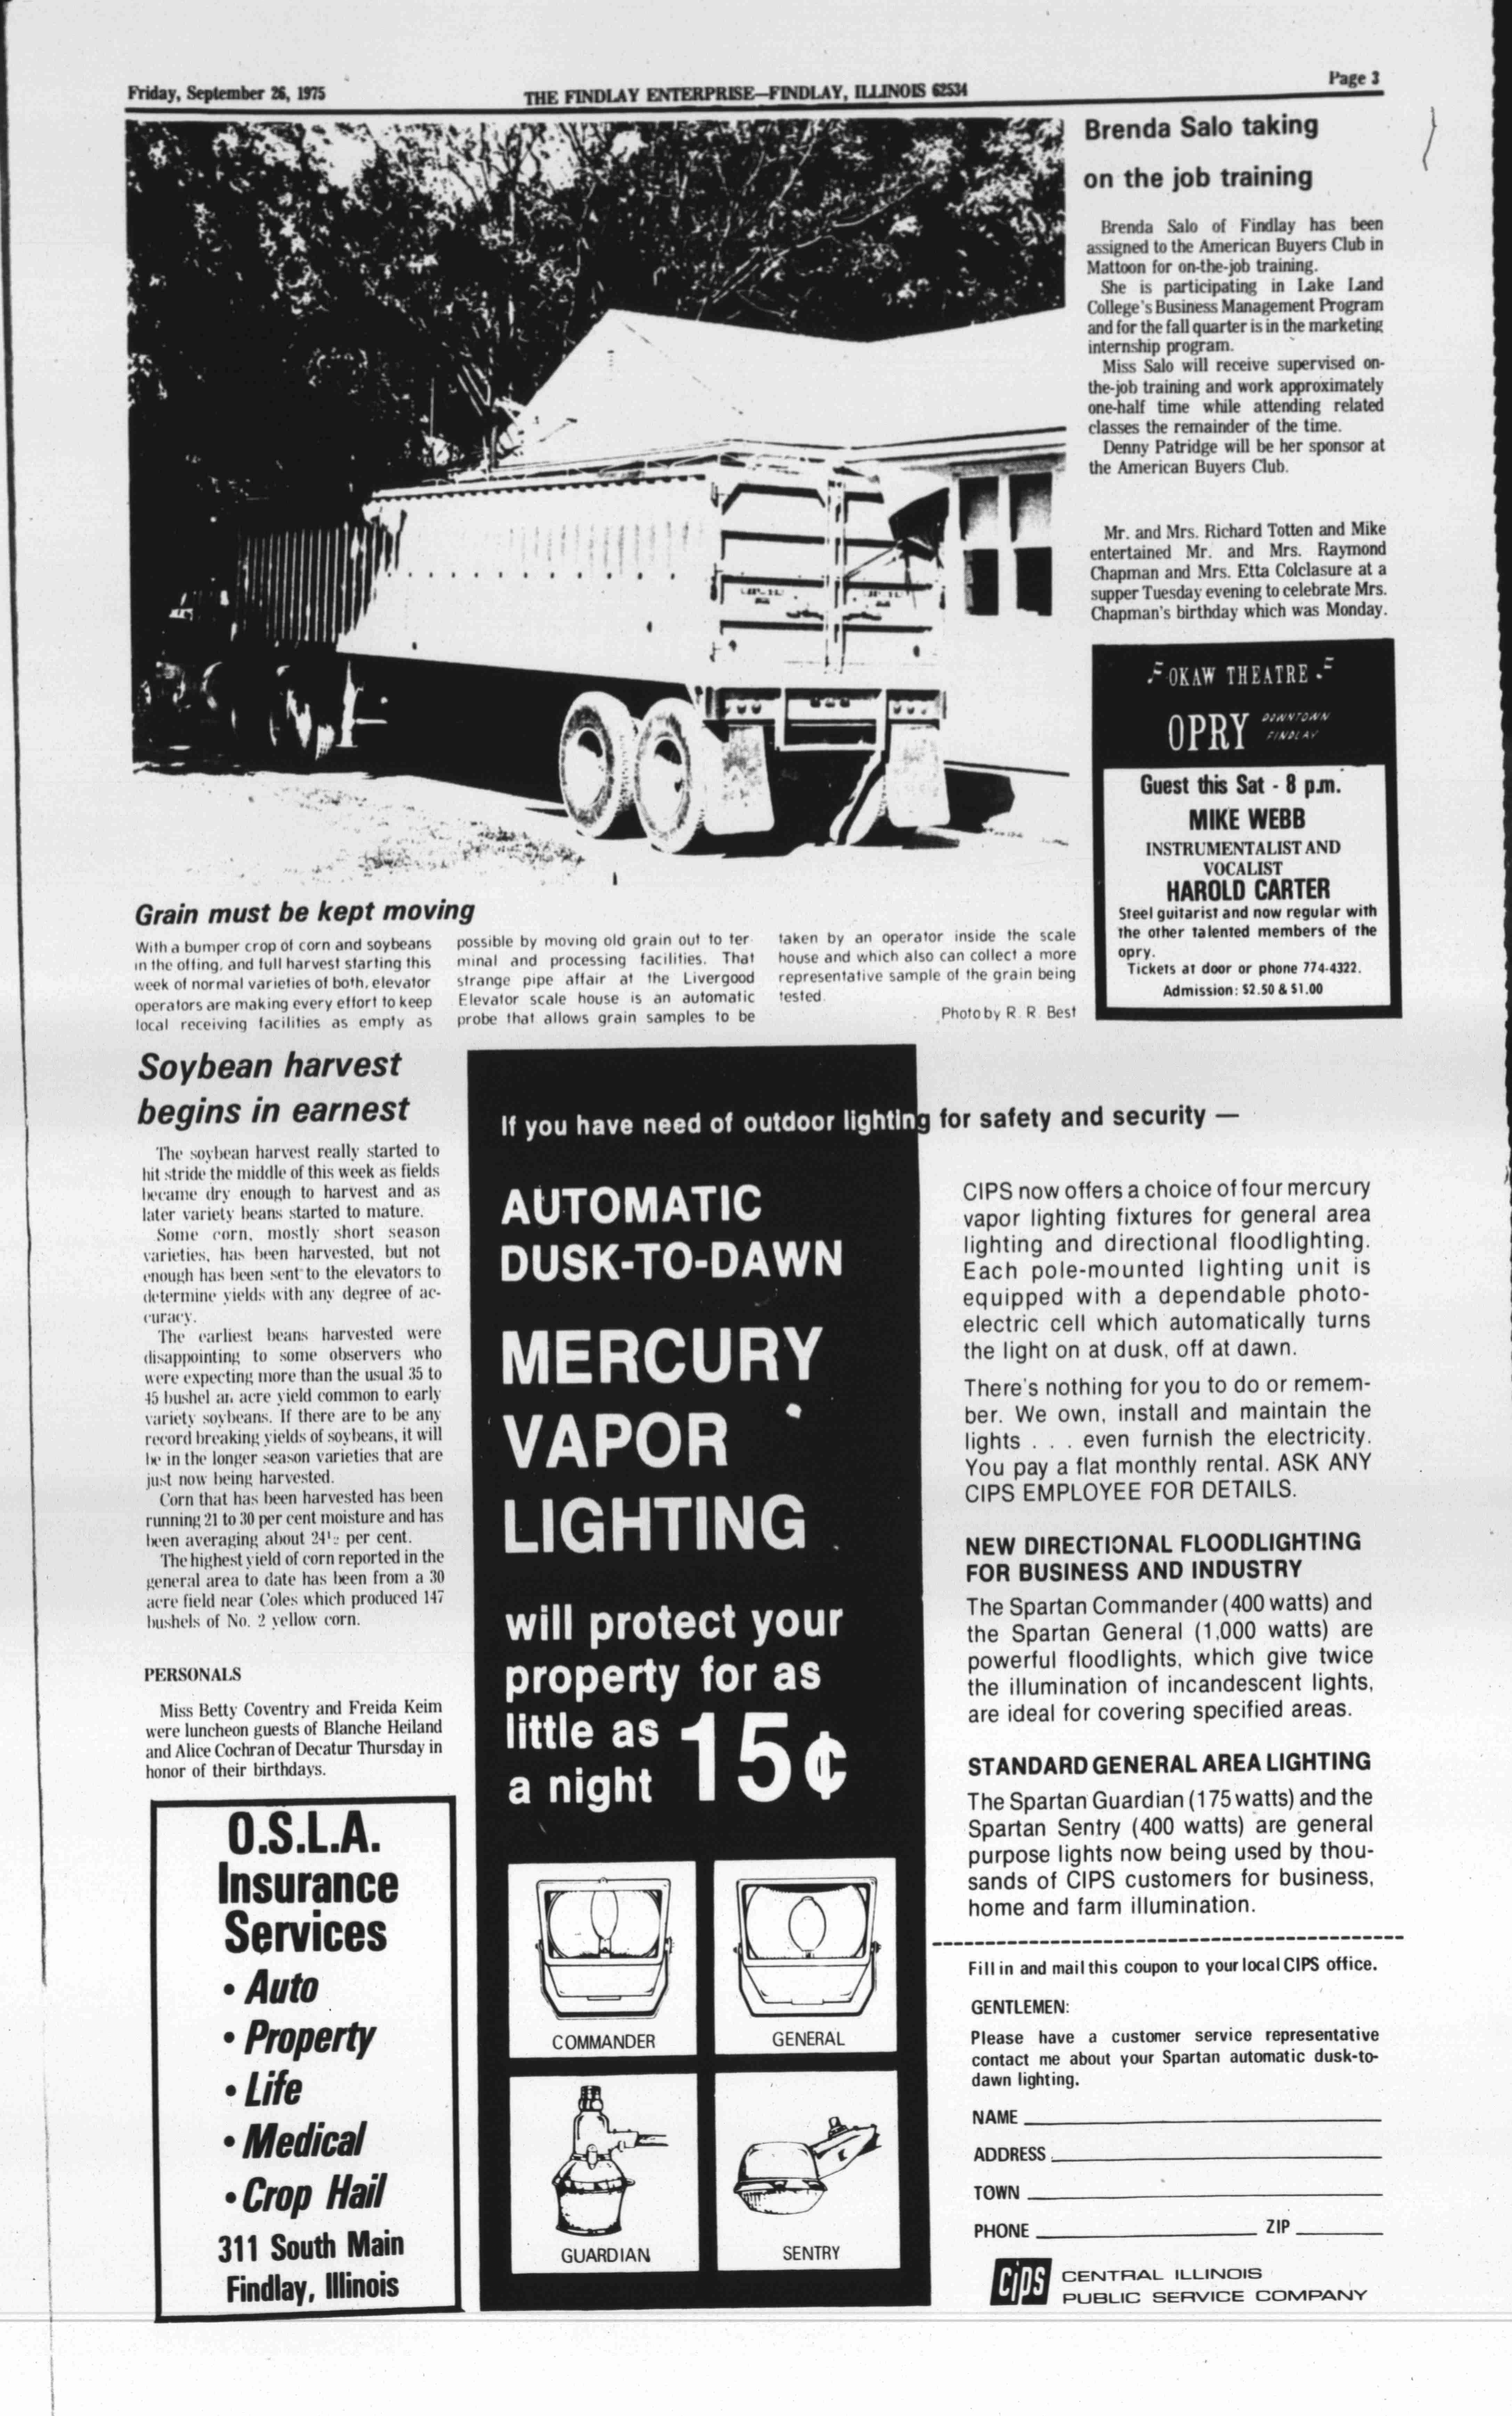 Friday, September 26, 1975
THE FINDLAY ENTERPRISE—FINDLAY, ILLINOIS 62534
Page 3
Grain must be kept moving
With a bumper crop of corn and soybeans
in the offing, and full harvest starting this
week of normal varieties of both, elevator
operators are making every effort to keep
local receiving facilities as empty as
possible by moving old grain out to ter-
minal and processing facilities. That
strange pipe affair at the Livergood
Elevator scale house is an automatic
probe that allows grain samples to be
taken by an operator inside the scale
house and which also can collect a more
representative sample of the grain being
tested.
Photo by R. R. Best
Brenda Salo taking
on the job training
Brenda Salo of Findlay has been
assigned to the American Buyers Club in
Mattoon for on-the-job training.
She is participating in Lake Land
College's Business Management Program
and for the fall quarter is in the marketing
internship program.
Miss Salo will receive supervised on-
the-job training and work approximately
one-half time while attending related
classes the remainder of the time.
Denny Patridge will be her sponsor at
the American Buyers Club.
Mr. and Mrs. Richard Totten and Mike
entertained Mr. and Mrs. Raymond
Chapman and Mrs. Etta Colclasure at a
supper Tuesday evening to celebrate Mrs.
Chapman's birthday which was Monday.
OKAW THEATRE
OPRY DOWNTOWN
FINDLAY
Guest this Sat - 8 p.m.
MIKE WEBB
INSTRUMENTALIST AND
VOCALIST
HAROLD CARTER
Steel guitarist and now regular with
the other talented members of the
opry.
Tickets at door or phone 774-4322.
Admission: $2.50 & $1.00
Soybean harvest
begins in earnest
The soybean harvest really started to
hit stride the middle of this week as fields
became dry enough to harvest and as
later variety beans started to mature.
Some corn, mostly short season
varieties, has been harvested, but not
enough has been sent to the elevators to
determine yields with any degree of ac-
curacy.
The earliest beans harvested were
disappointing to some observers who
were expecting more than the usual 35 to
45 bushel an acre yield common to early
variety soybeans. If there are to be any
record breaking yields of soybeans, it will
be in the longer season varieties that are
just now being harvested.
Corn that has been harvested has been
running 21 to 30 per cent moisture and has
been averaging about 24½ per cent.
The highest yield of corn reported in the
general area to date has been from a 30
acre field near Coles which produced 147
bushels of No. 2 yellow corn.
PERSONALS
Miss Betty Coventry and Freida Keim
were luncheon guests of Blanche Heiland
and Alice Cochran of Decatur Thursday in
honor of their birthdays.
O.S.L.A.
Insurance
Services
• Auto
• Property
• Life
• Medical
• Crop Hail
311 South Main
Findlay, Illinois
If you have need of outdoor lighting for safety and security —
AUTOMATIC
DUSK-TO-DAWN
MERCURY
VAPOR
LIGHTING
will protect your
property for as
little as
a night 15¢
COMMANDER
GENERAL
GUARDIAN
SENTRY
CIPS now offers a choice of four mercury
vapor lighting fixtures for general area
lighting and directional floodlighting.
Each pole-mounted lighting unit is
equipped with a dependable photo-
electric cell which automatically turns
the light on at dusk, off at dawn.
There's nothing for you to do or remem-
ber. We own, install and maintain the
lights . . . even furnish the electricity.
You pay a flat monthly rental. ASK ANY
CIPS EMPLOYEE FOR DETAILS.
NEW DIRECTIONAL FLOODLIGHTING
FOR BUSINESS AND INDUSTRY
The Spartan Commander (400 watts) and
the Spartan General (1,000 watts) are
powerful floodlights, which give twice
the illumination of incandescent lights,
are ideal for covering specified areas.
STANDARD GENERAL AREA LIGHTING
The Spartan Guardian (175 watts) and the
Spartan Sentry (400 watts) are general
purpose lights now being used by thou-
sands of CIPS customers for business,
home and farm illumination.
Fill in and mail this coupon to your local CIPS office.
GENTLEMEN:
Please have a customer service representative
contact me about your Spartan automatic dusk-to-
dawn lighting.
NAME
ADDRESS
TOWN
PHONE ZIP
CIPS CENTRAL ILLINOIS
PUBLIC SERVICE COMPANY